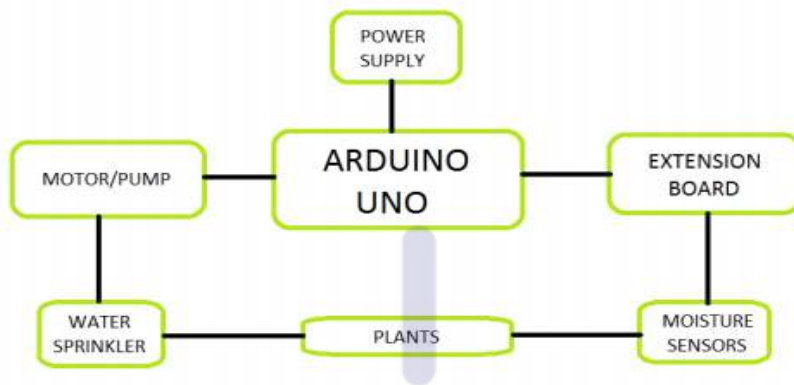 POWER
SUPPLY
MOTOR/PUMP
ARDUINO
UNO
EXTENSION
BOARD
WATER
SPRINKLER
PLANTS
MOISTURE
SENSORS